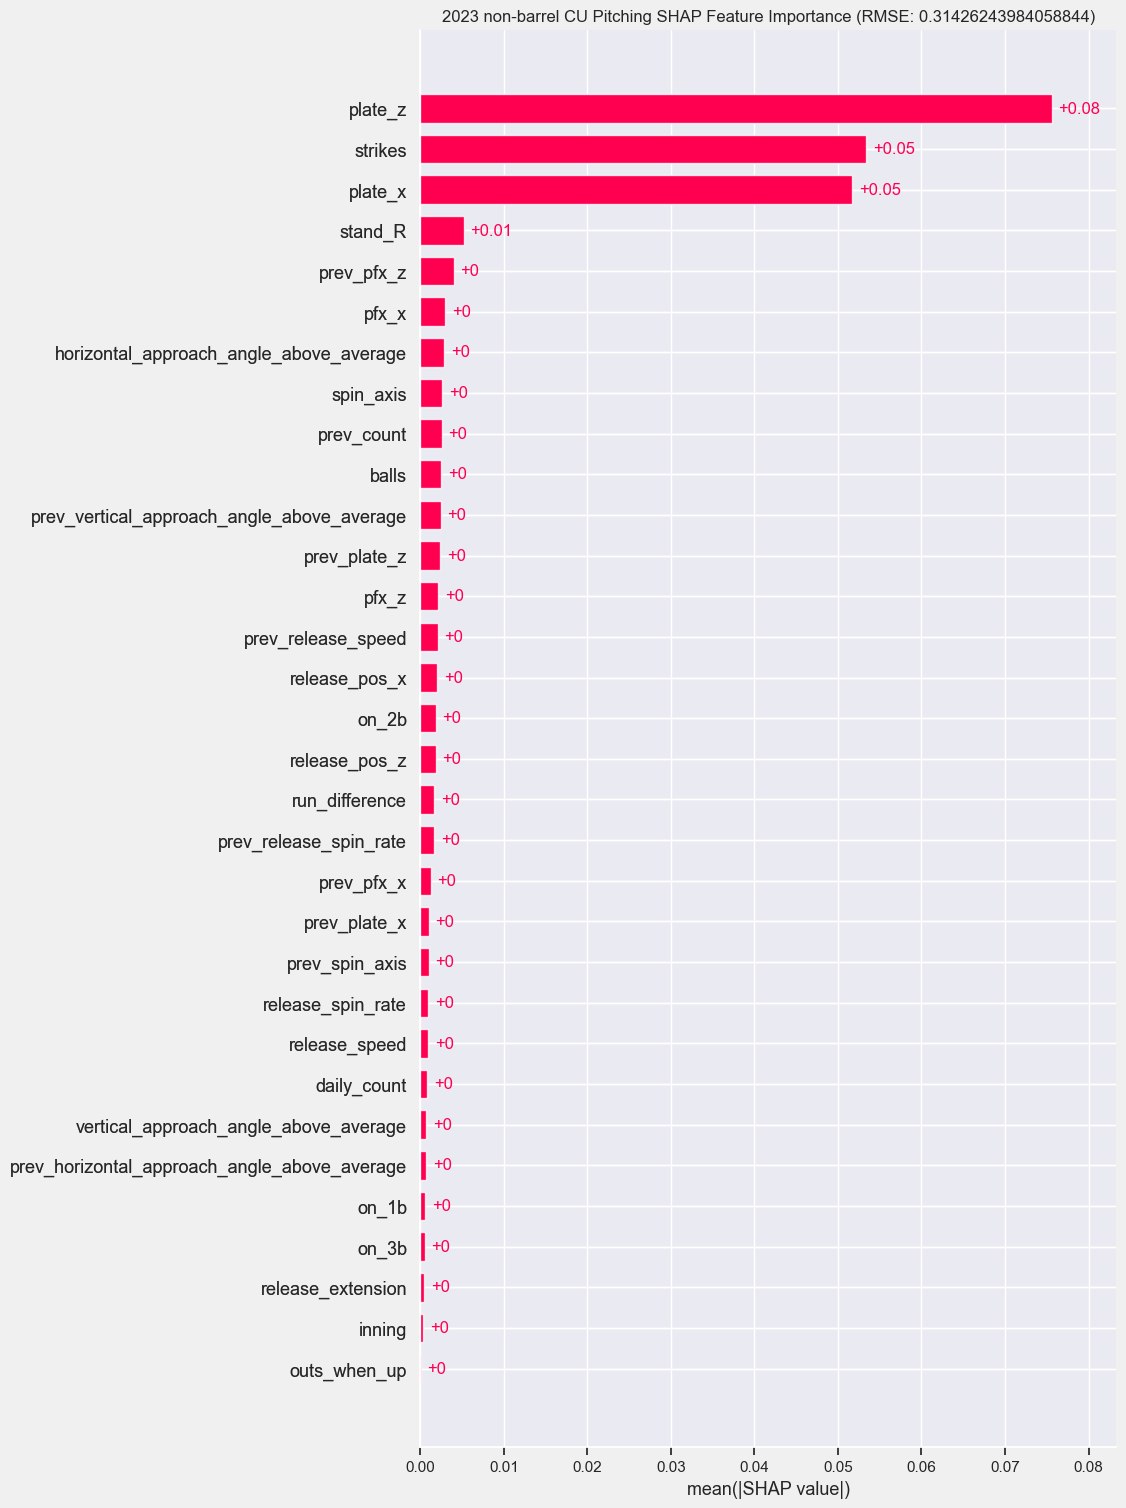 2023 non-barrel CU Pitching SHAP Feature Importance (RMSE: 0.31426243984058844)
plate_z +0.08
strikes +0.05
plate_x +0.05
stand_R +0.01
prev_pfx_z +0
pfx_x +0
horizontal_approach_angle_above_average +0
spin_axis +0
prev_count +0
balls +0
prev_vertical_approach_angle_above_average +0
prev_plate_z +0
pfx_z +0
prev_release_speed +0
release_pos_x +0
on_2b +0
release_pos_z +0
run_difference +0
prev_release_spin_rate +0
prev_pfx_x +0
prev_plate_x +0
prev_spin_axis +0
release_spin_rate +0
release_speed +0
daily_count +0
vertical_approach_angle_above_average +0
prev_horizontal_approach_angle_above_average +0
on_1b +0
on_3b +0
release_extension +0
inning +0
outs_when_up +0
0.00 0.01 0.02 0.03 0.04 0.05 0.06 0.07 0.08
mean(|SHAP value|)